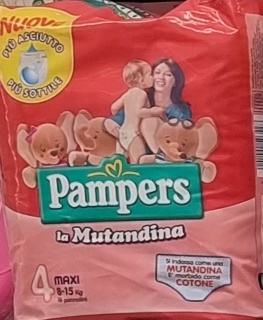 Nuovo
PIÙ ASCIUTTO
PIÙ SOTTILE
Pampers
la Mutandina
4 MAXI
8-15 Kg
Si indossa come una
MUTANDINA
E' morbido come
COTONE